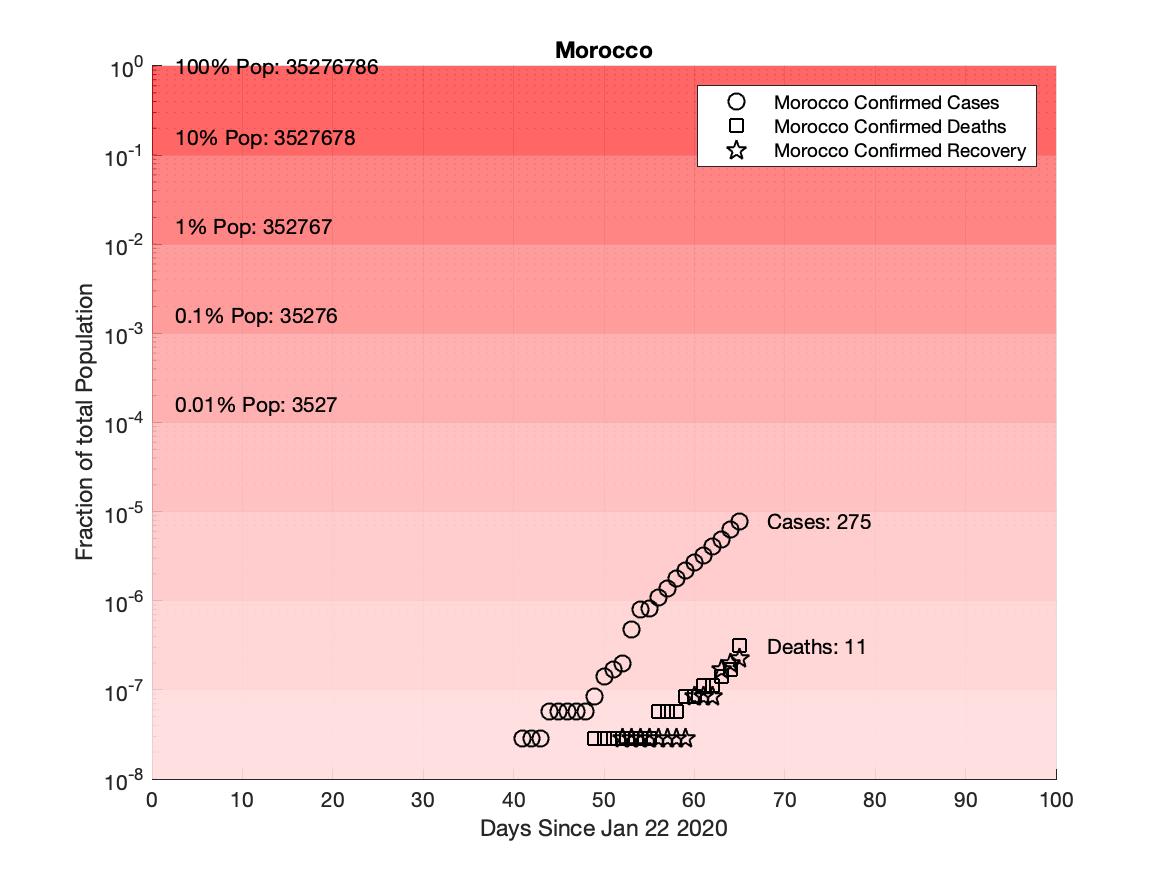 Morocco
10^0
10^-1
10^-2
10^-3
10^-4
10^-5
10^-6
10^-7
10^-8
Fraction of total Population
100% Pop: 35276786
10% Pop: 3527678
1% Pop: 352767
0.1% Pop: 35276
0.01% Pop: 3527
Morocco Confirmed Cases
Morocco Confirmed Deaths
Morocco Confirmed Recovery
Cases: 275
Deaths: 11
0 10 20 30 40 50 60 70 80 90 100
Days Since Jan 22 2020